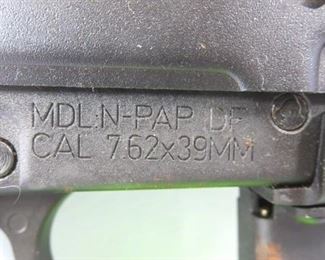 MDL:N-PAP DF
CAL 7.62x39MM